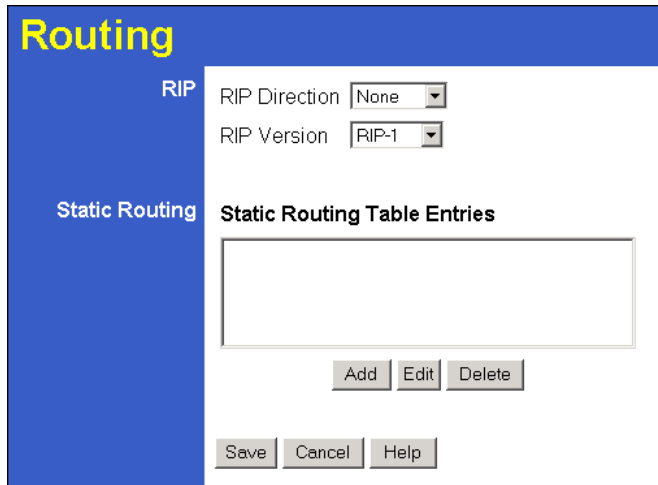 Routing
RIP
RIP Direction None
RIP Version RIP-1
Static Routing
Static Routing Table Entries
Add Edit Delete
Save Cancel Help